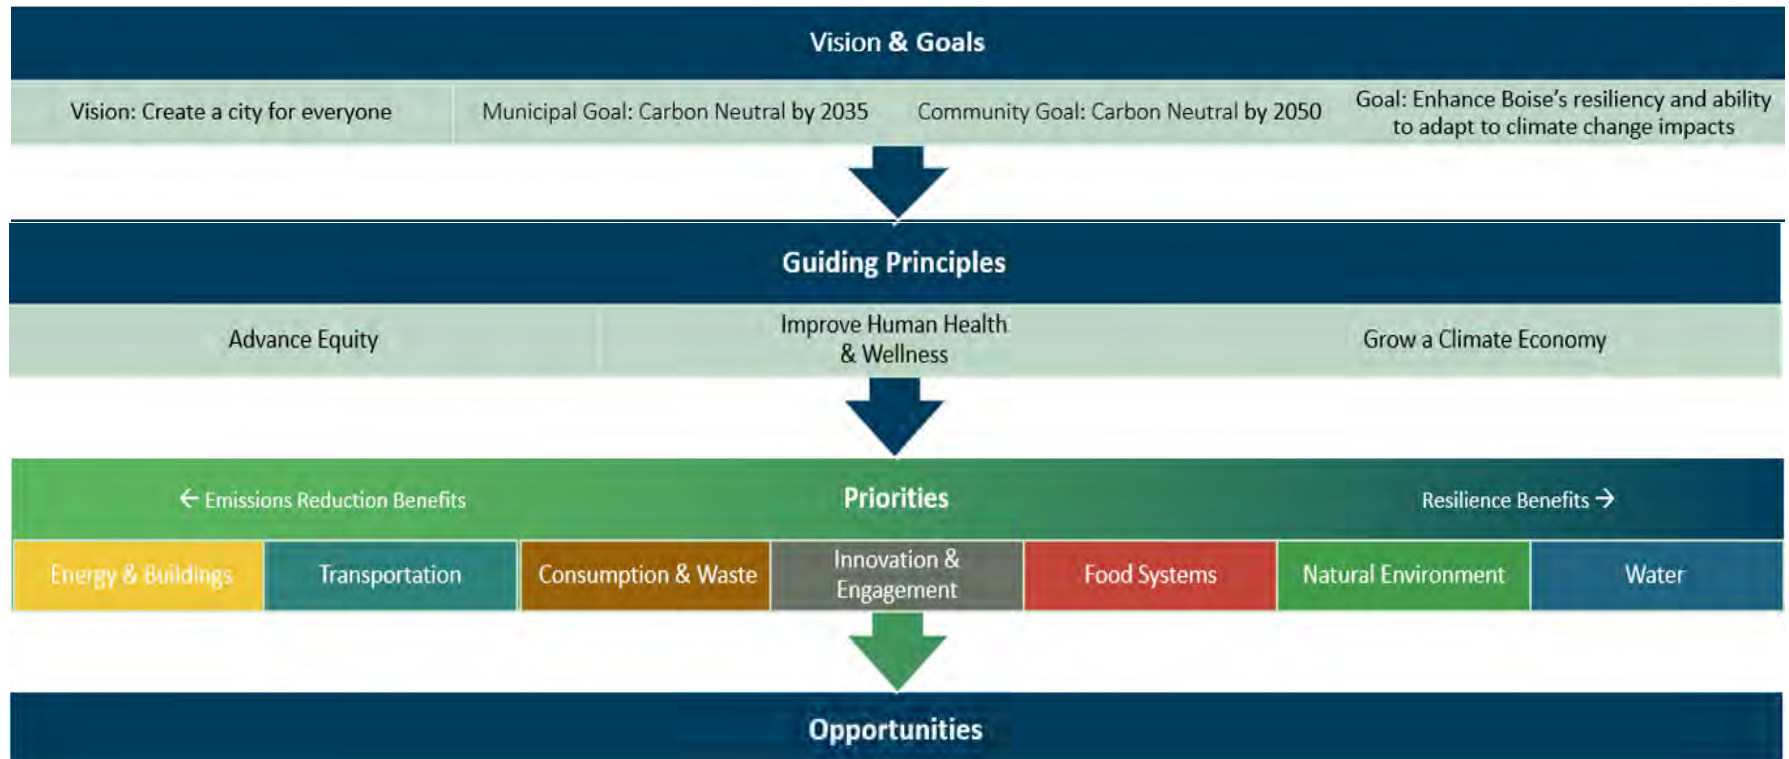 Vision & Goals
Vision: Create a city for everyone
Municipal Goal: Carbon Neutral by 2035
Community Goal: Carbon Neutral by 2050
Goal: Enhance Boise's resiliency and ability
to adapt to climate change impacts
Guiding Principles
Advance Equity
Improve Human Health
& Wellness
Grow a Climate Economy
← Emissions Reduction Benefits
Priorities
Resilience Benefits →
Energy & Buildings
Transportation
Consumption & Waste
Innovation &
Engagement
Food Systems
Natural Environment
Water
Opportunities